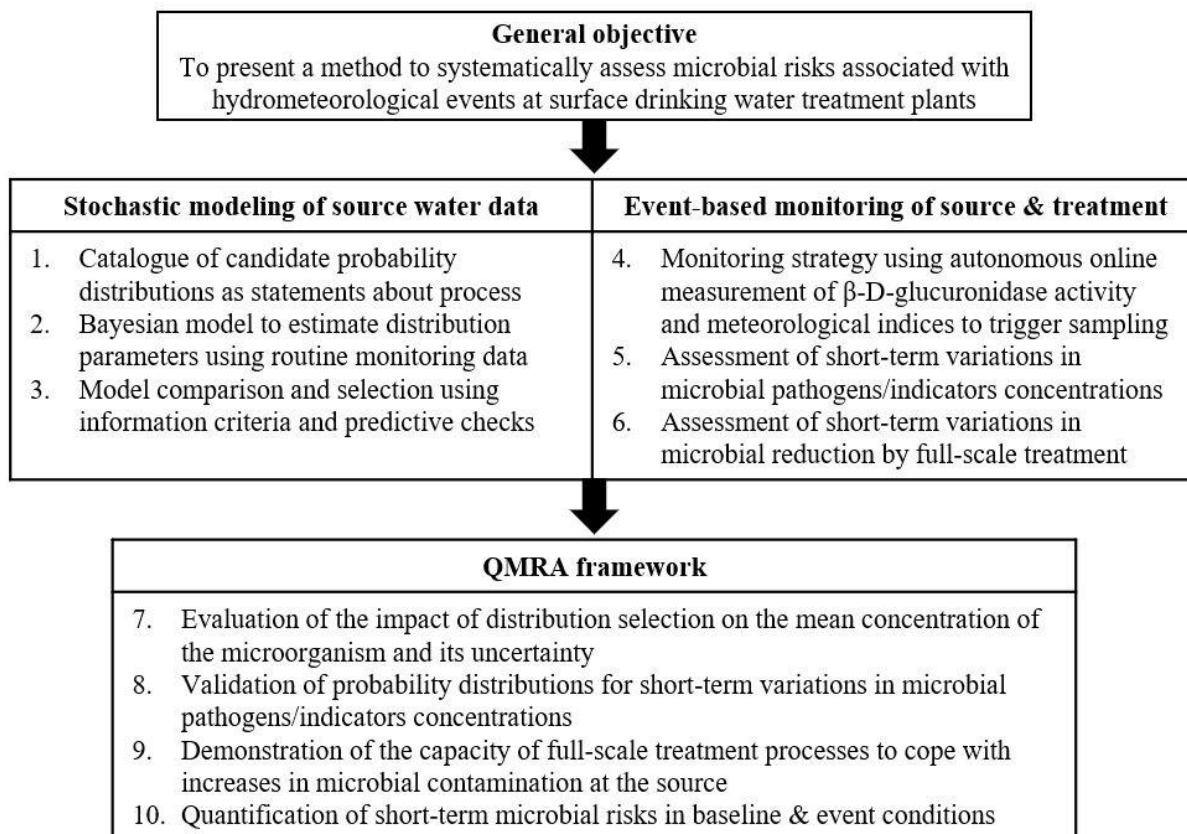 General objective
To present a method to systematically assess microbial risks associated with
hydrometeorological events at surface drinking water treatment plants
Stochastic modeling of source water data
1. Catalogue of candidate probability
distributions as statements about process
2. Bayesian model to estimate distribution
parameters using routine monitoring data
3. Model comparison and selection using
information criteria and predictive checks
Event-based monitoring of source & treatment
4. Monitoring strategy using autonomous online
measurement of β-D-glucuronidase activity
and meteorological indices to trigger sampling
5. Assessment of short-term variations in
microbial pathogens/indicators concentrations
6. Assessment of short-term variations in
microbial reduction by full-scale treatment
QMRA framework
7. Evaluation of the impact of distribution selection on the mean concentration of
the microorganism and its uncertainty
8. Validation of probability distributions for short-term variations in microbial
pathogens/indicators concentrations
9. Demonstration of the capacity of full-scale treatment processes to cope with
increases in microbial contamination at the source
10. Quantification of short-term microbial risks in baseline & event conditions